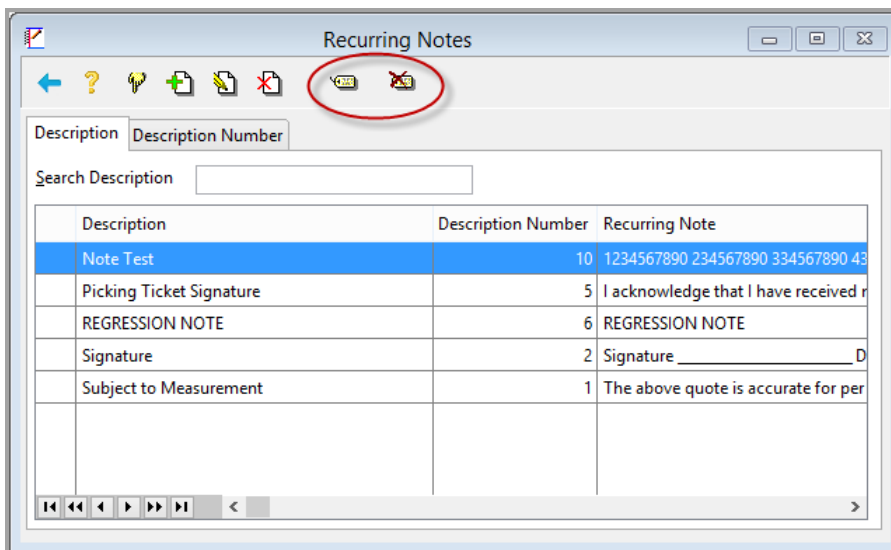 Recurring Notes
Description Description Number
Search Description
Description Description Number Recurring Note
Note Test 10 1234567890 234567890 334567890 43
Picking Ticket Signature 5 I acknowledge that I have received r
REGRESSION NOTE 6 REGRESSION NOTE
Signature 2 Signature ____________________ D
Subject to Measurement 1 The above quote is accurate for per